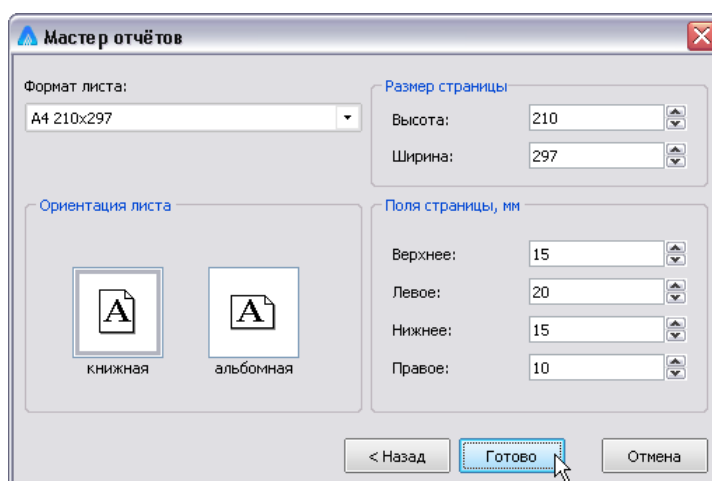 Мастер отчётов
Формат листа:
A4 210x297
Размер страницы
Высота: 210
Ширина: 297
Ориентация листа
A A
книжная альбомная
Поля страницы, мм
Верхнее: 15
Левое: 20
Нижнее: 15
Правое: 10
< Назад Готово Отмена